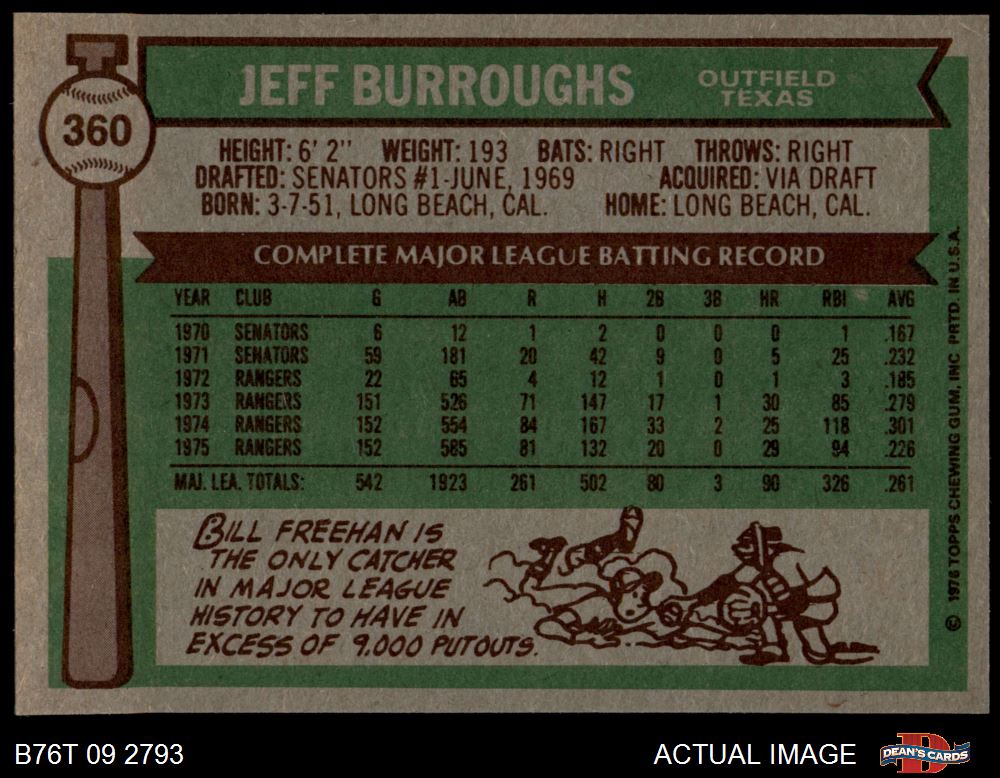 360
JEFF BURROUGHS
OUTFIELD
TEXAS
HEIGHT: 6' 2" WEIGHT: 193 BATS: RIGHT THROWS: RIGHT
DRAFTED: SENATORS #1-JUNE, 1969 ACQUIRED: VIA DRAFT
BORN: 3-7-51, LONG BEACH, CAL. HOME: LONG BEACH, CAL.
COMPLETE MAJOR LEAGUE BATTING RECORD
YEAR CLUB G AB R H 2B 3B HR RBI AVG
1970 SENATORS 6 12 1 2 0 0 0 1 .167
1971 SENATORS 59 181 20 42 9 0 5 25 .232
1972 RANGERS 22 65 4 12 1 0 1 3 .185
1973 RANGERS 151 526 71 147 17 1 30 85 .279
1974 RANGERS 152 554 84 167 33 2 25 118 .301
1975 RANGERS 152 585 81 132 20 0 29 94 .226
MAJ. LEA. TOTALS: 542 1923 261 502 80 3 90 326 .261
BILL FREEHAN IS
THE ONLY CATCHER
IN MAJOR LEAGUE
HISTORY TO HAVE IN
EXCESS OF 9,000 PUTOUTS.
© 1976 TOPPS CHEWING GUM, INC PRTD. IN U.S.A.
B76T 09 2793
ACTUAL IMAGE
DEAN'S CARDS